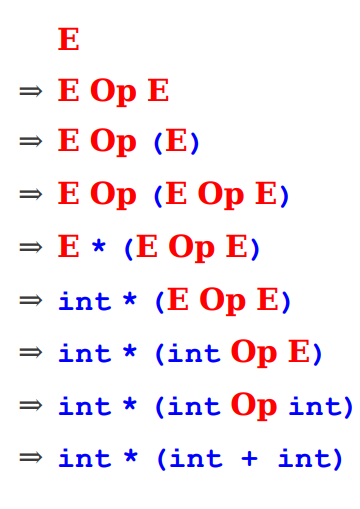 E
⇒ E Op E
⇒ E Op (E)
⇒ E Op (E Op E)
⇒ E * (E Op E)
⇒ int * (E Op E)
⇒ int * (int Op E)
⇒ int * (int Op int)
⇒ int * (int + int)